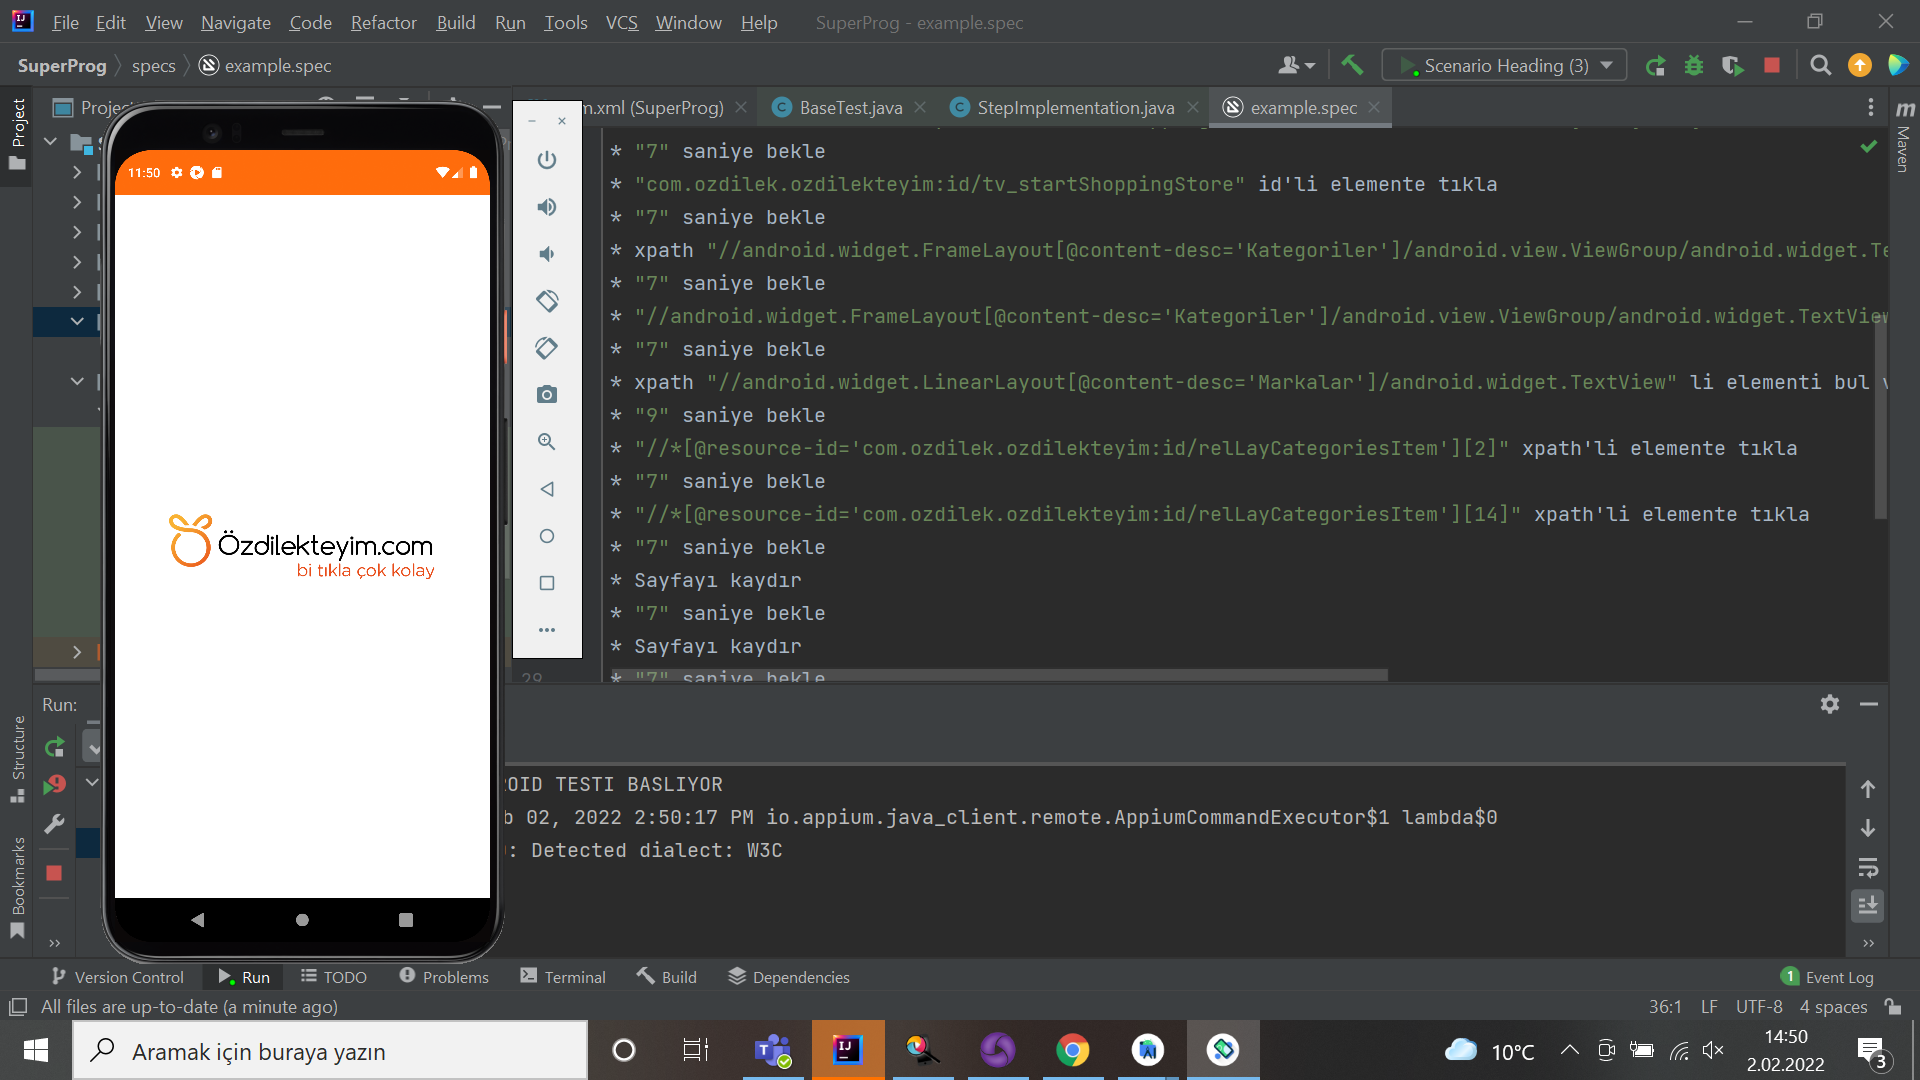 File Edit View Navigate Code Refactor Build Run Tools VCS Window Help SuperProg - example.spec
SuperProg specs example.spec
Scenario Heading (3)
m.xml (SuperProg) BaseTest.java StepImplementation.java example.spec
* "7" saniye bekle
* "com.ozdilek.ozdilekteyim:id/tv_startShoppingStore" id'li elemente tıkla
* "7" saniye bekle
* xpath "//android.widget.FrameLayout[@content-desc='Kategoriler']/android.view.ViewGroup/android.widget.Te
* "7" saniye bekle
* "//android.widget.FrameLayout[@content-desc='Kategoriler']/android.view.ViewGroup/android.widget.TextView
* "7" saniye bekle
* xpath "//android.widget.LinearLayout[@content-desc='Markalar']/android.widget.TextView" li elementi bul v
* "9" saniye bekle
* "//*[@resource-id='com.ozdilek.ozdilekteyim:id/relLayCategoriesItem'][2]" xpath'li elemente tıkla
* "7" saniye bekle
* "//*[@resource-id='com.ozdilek.ozdilekteyim:id/relLayCategoriesItem'][14]" xpath'li elemente tıkla
* "7" saniye bekle
* Sayfayı kaydır
* "7" saniye bekle
* Sayfayı kaydır
29 * "7" saniye bekle
Project
Maven
Structure
Bookmarks
11:50
Özdilekteyim.com
bi tıkla çok kolay
Run:
9
OID TESTI BASLIYOR
b 02, 2022 2:50:17 PM io.appium.java_client.remote.AppiumCommandExecutor$1 lambda$0
: Detected dialect: W3C
Version Control Run TODO Problems Terminal Build Dependencies 1 Event Log
All files are up-to-date (a minute ago) 36:1 LF UTF-8 4 spaces
Aramak için buraya yazın
10°C
14:50
2.02.2022
3